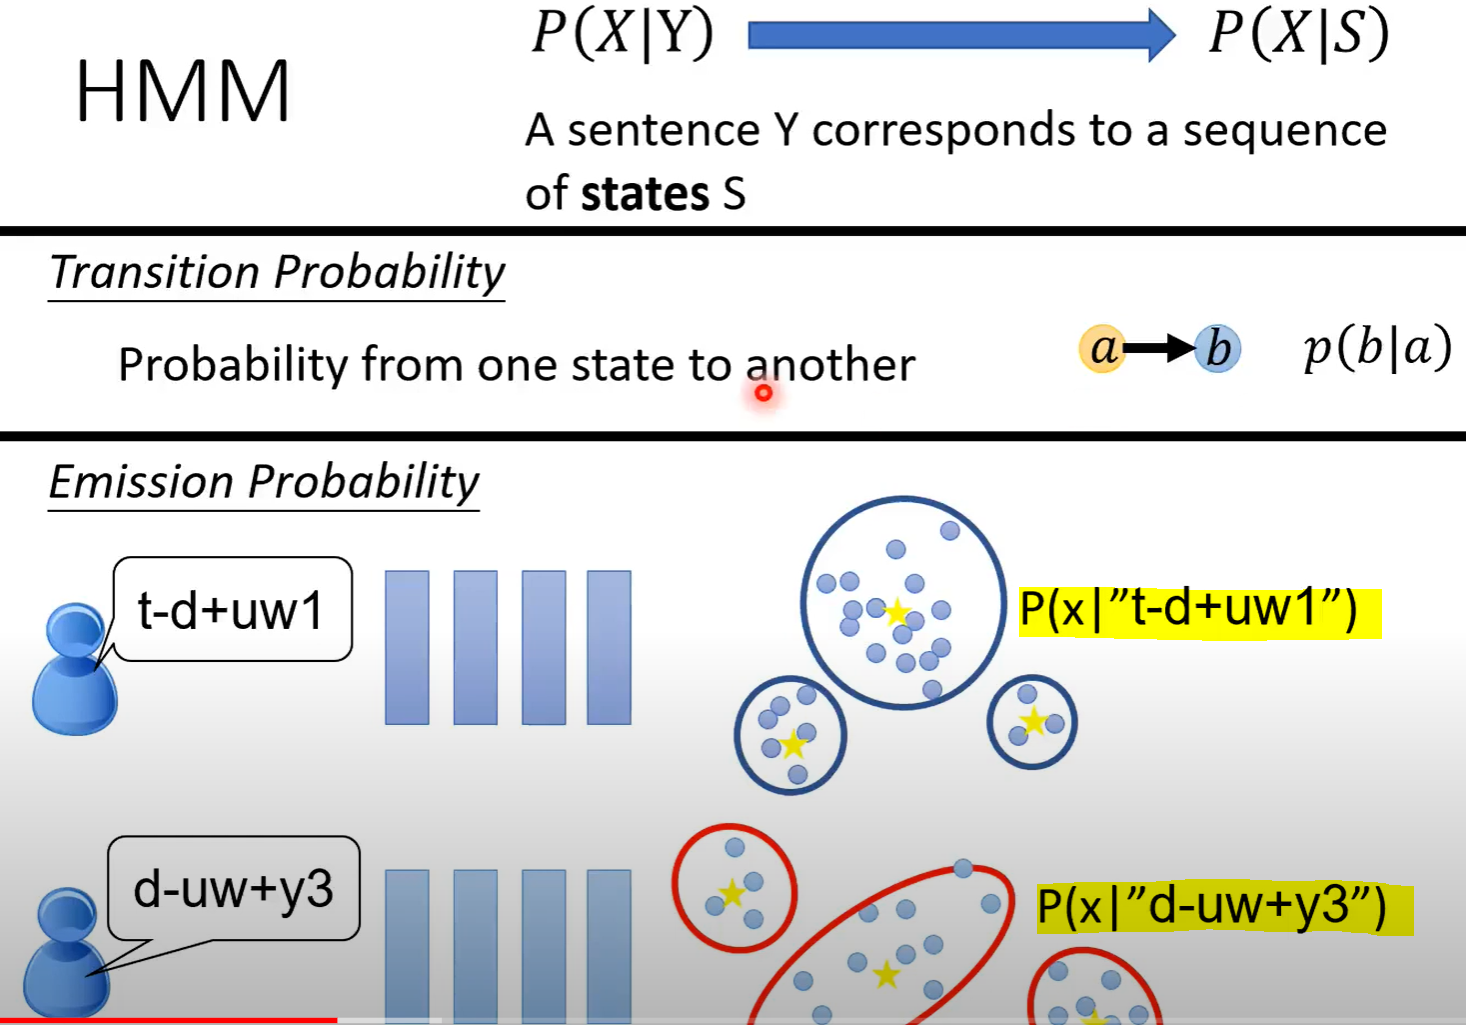 HMM
P(X|Y) P(X|S)
A sentence Y corresponds to a sequence
of states S
Transition Probability
Probability from one state to another
a b p(b|a)
Emission Probability
t-d+uw1
P(x|”t-d+uw1”)
d-uw+y3
P(x|”d-uw+y3”)